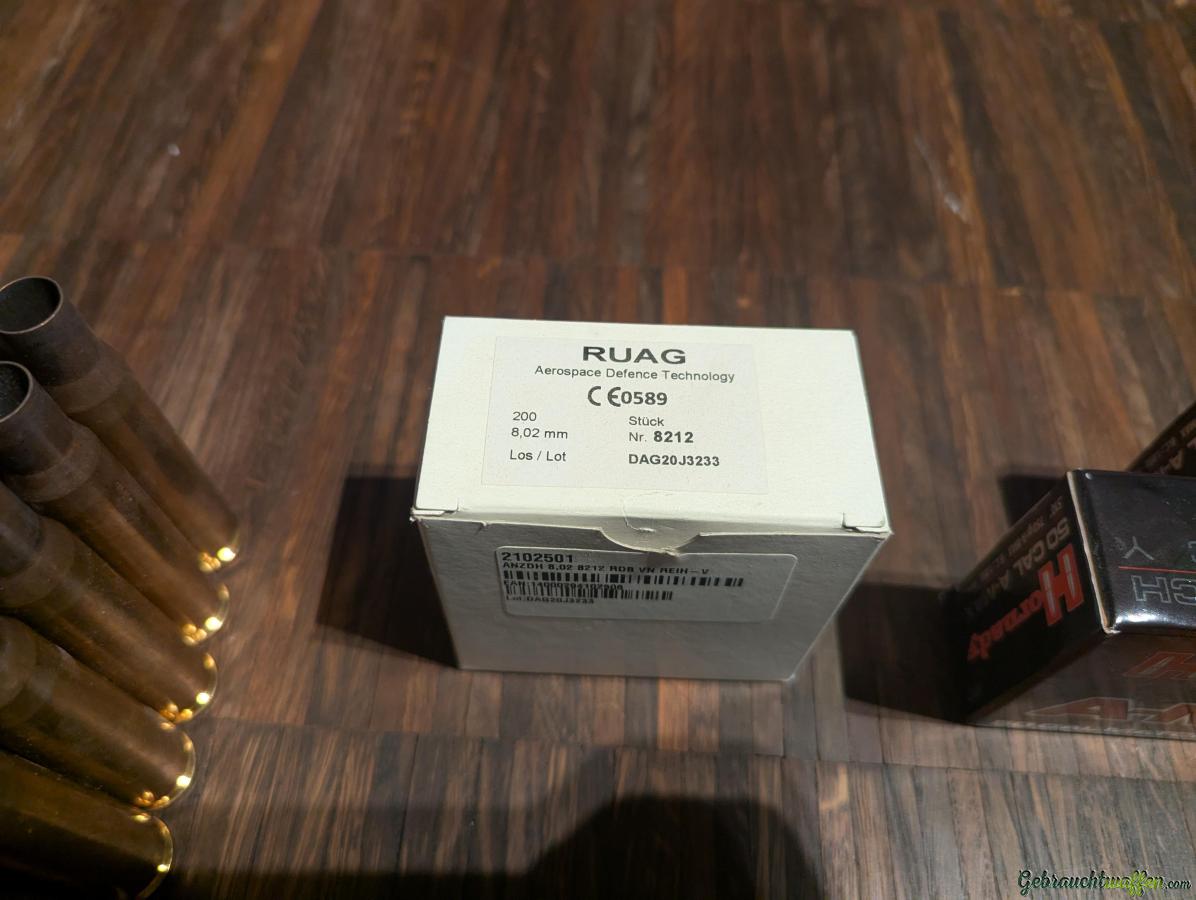 RUAG
Aerospace Defence Technology
CE0589
200 Stück
8,02 mm Nr. 8212
Los / Lot DAG20J3233
2102501
ANZDH 8,02 8212 RDB VN REIH-V
Lot:DAG20J3233
50 CAL A-MAX
Hornady
Gebrauchtwaffen.com